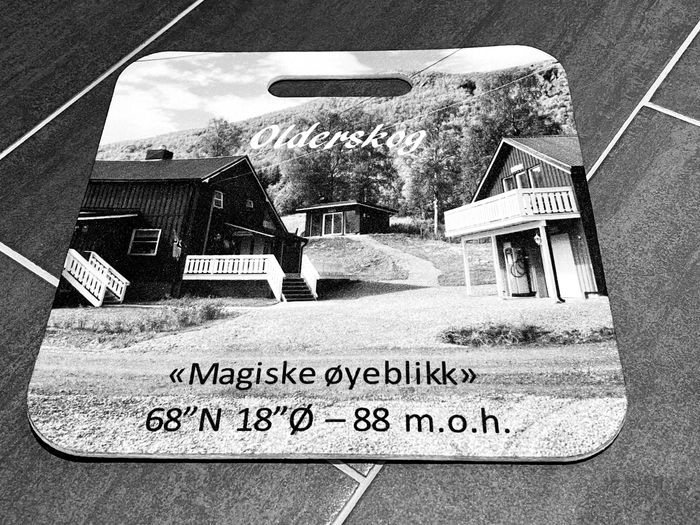 Olderskog
«Magiske øyeblikk»
68”N 18”Ø – 88 m.o.h.